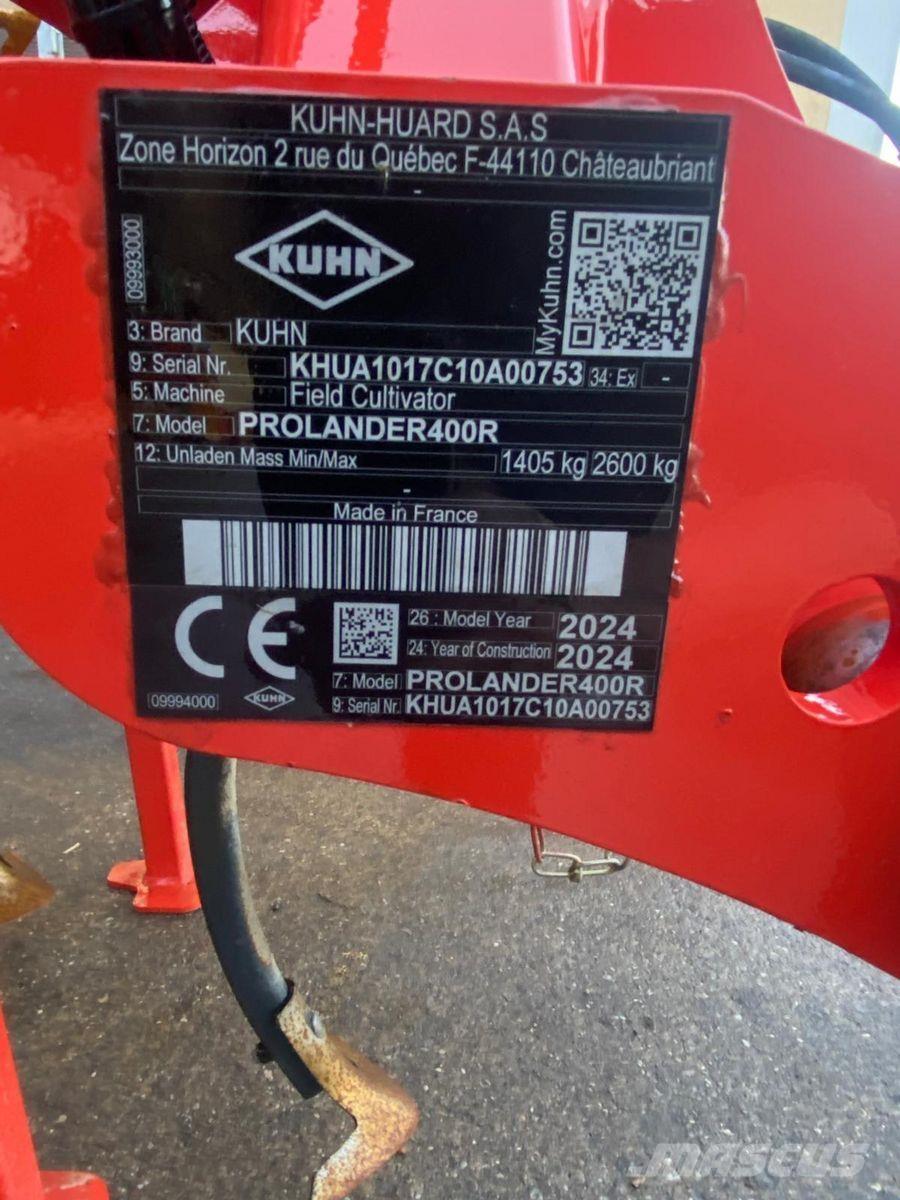 KUHN-HUARD S.A.S
Zone Horizon 2 rue du Québec F-44110 Châteaubriant
-
09993000
KUHN
MyKuhn.com
3: Brand KUHN
9: Serial Nr. KHUA1017C10A00753 34: Ex -
5: Machine Field Cultivator
7: Model PROLANDER400R
12: Unladen Mass Min/Max 1405 kg 2600 kg
-
Made in France
CE
26 : Model Year 2024
24: Year of Construction 2024
7: Model PROLANDER400R
09994000 KUHN 9: Serial Nr. KHUA1017C10A00753
MASCUS